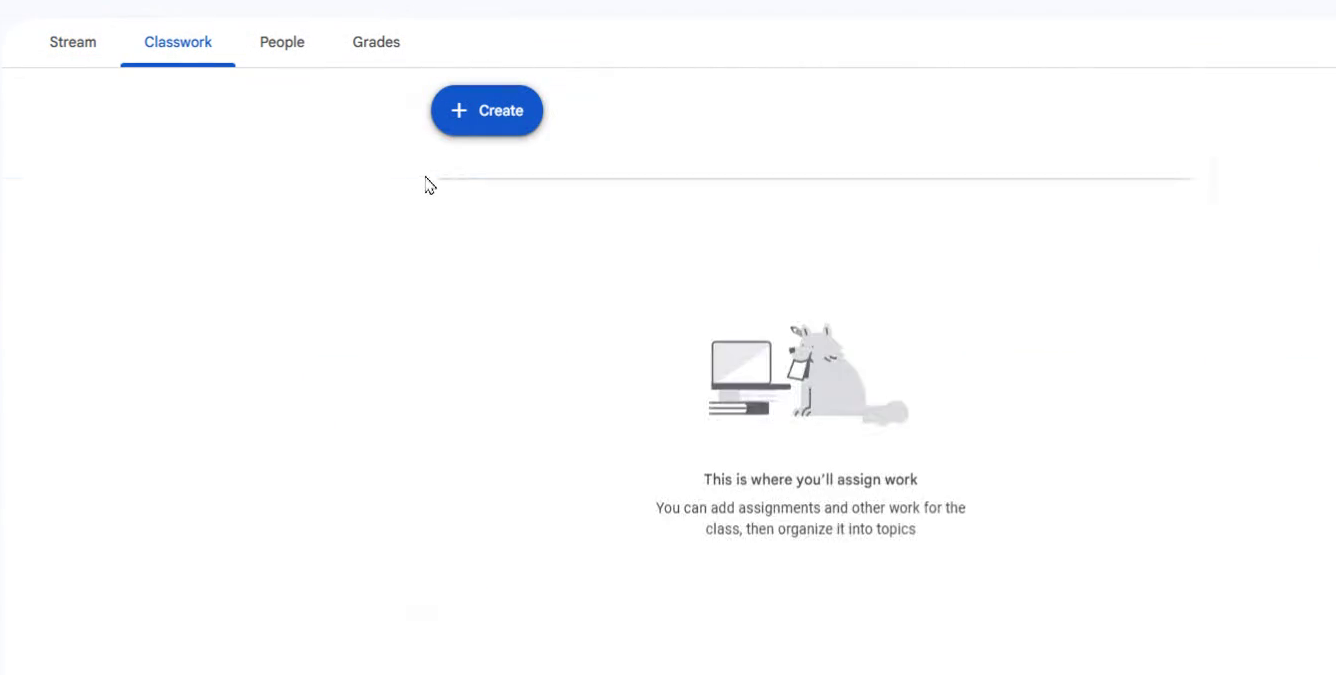 Stream
Classwork
People
Grades
+ Create
This is where you'll assign work
You can add assignments and other work for the
class, then organize it into topics